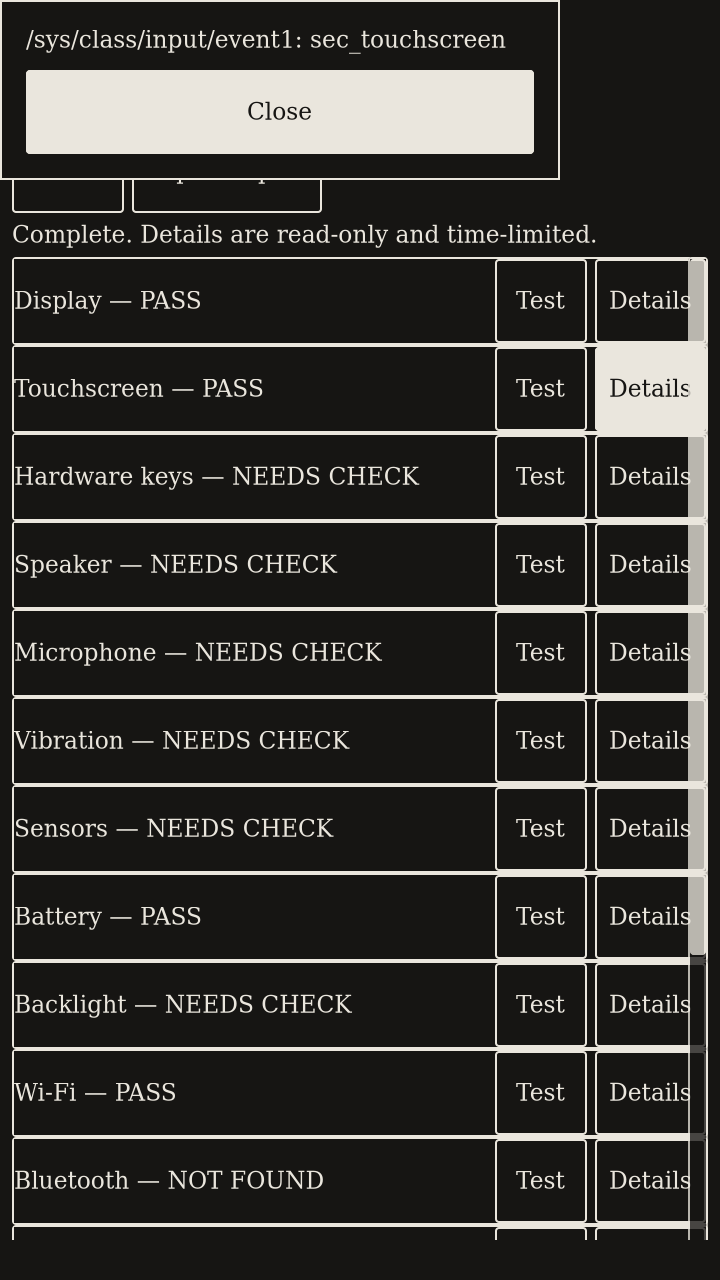 /sys/class/input/event1: sec_touchscreen
Close
Complete. Details are read-only and time-limited.
Display — PASS Test Details
Touchscreen — PASS Test Details
Hardware keys — NEEDS CHECK Test Details
Speaker — NEEDS CHECK Test Details
Microphone — NEEDS CHECK Test Details
Vibration — NEEDS CHECK Test Details
Sensors — NEEDS CHECK Test Details
Battery — PASS Test Details
Backlight — NEEDS CHECK Test Details
Wi-Fi — PASS Test Details
Bluetooth — NOT FOUND Test Details